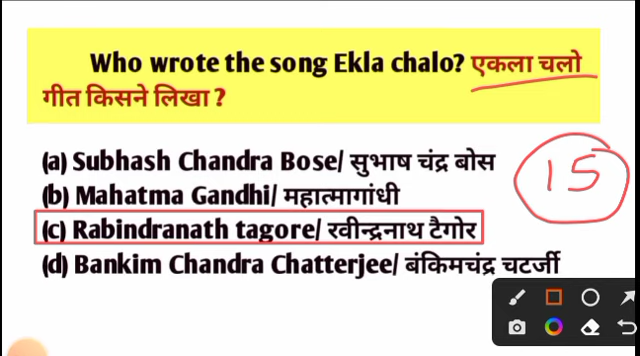 Who wrote the song Ekla chalo? एकला चलो
गीत किसने लिखा ?
(a) Subhash Chandra Bose/ सुभाष चंद्र बोस
(b) Mahatma Gandhi/ महात्मागांधी
(c) Rabindranath tagore/ रवीन्द्रनाथ टैगोर
(d) Bankim Chandra Chatterjee/ बंकिमचंद्र चटर्जी
15